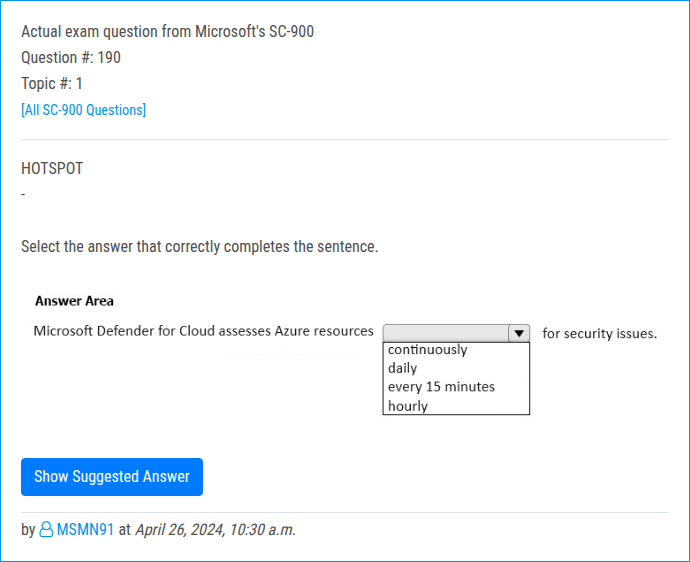 Actual exam question from Microsoft's SC-900
Question #: 190
Topic #: 1
[All SC-900 Questions]
HOTSPOT
-
Select the answer that correctly completes the sentence.
Answer Area
Microsoft Defender for Cloud assesses Azure resources for security issues.
continuously
daily
every 15 minutes
hourly
Show Suggested Answer
by MSMN91 at April 26, 2024, 10:30 a.m.